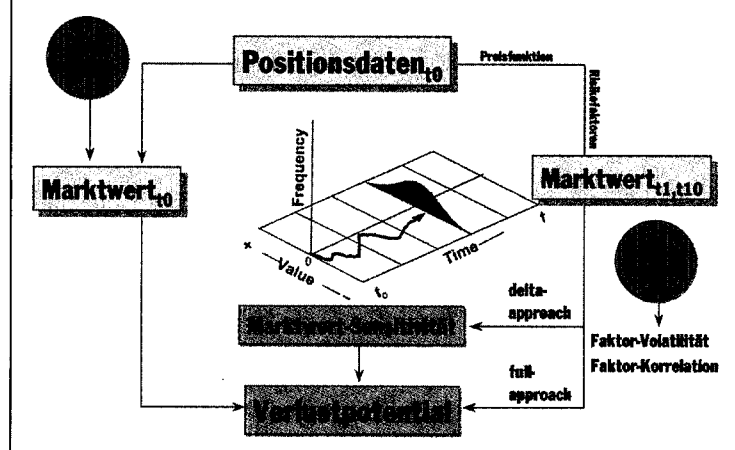 Positionsdaten t0
Preisfunktion
Risikofaktoren
Marktwert t0
Marktwert t1,t10
Frequency
x
Value
0
t0
Time
t
Marktwert-Sensitivität
delta-
approach
Faktor-Volatilität
Faktor-Korrelation
full-
approach
Verlustpotential